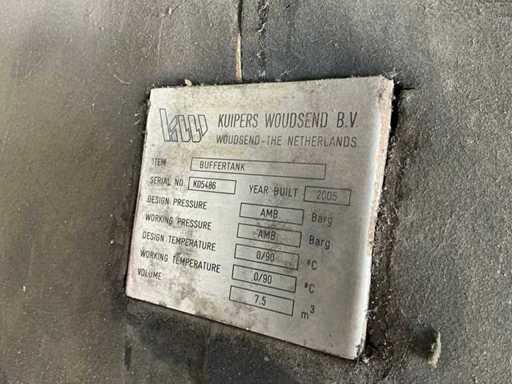 KW KUIPERS WOUDSEND B.V
WOUDSEND-THE NETHERLANDS
ITEM BUFFERTANK
SERIAL NO. K05486 YEAR BUILT 2005
DESIGN PRESSURE AMB Barg
WORKING PRESSURE AMB Barg
DESIGN TEMPERATURE 0/90 °C
WORKING TEMPERATURE 0/90 °C
VOLUME 7.5 m³